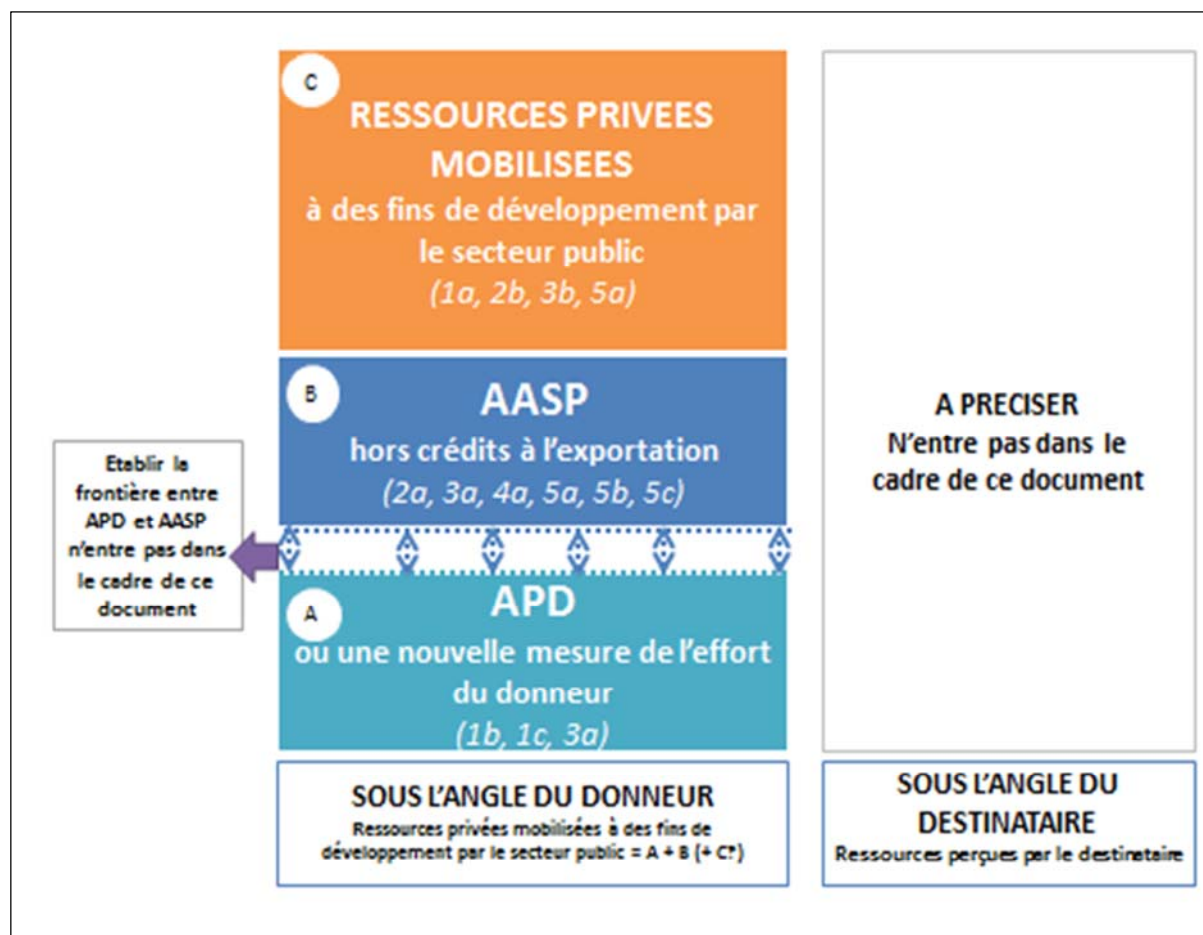 C
RESSOURCES PRIVEES
MOBILISEES
à des fins de développement par
le secteur public
(1a, 2b, 3b, 5a)
B
AASP
hors crédits à l'exportation
(2a, 3a, 4a, 5a, 5b, 5c)
Etablir la
frontière entre
APD et AASP
n'entre pas dans
le cadre de ce
document
A
APD
ou une nouvelle mesure de l'effort
du donneur
(1b, 1c, 3a)
SOUS L'ANGLE DU DONNEUR
Ressources privées mobilisées à des fins de
développement par le secteur public = A + B (+ C*)
A PRECISER
N'entre pas dans le
cadre de ce document
SOUS L'ANGLE DU
DESTINATAIRE
Ressources perçues par le destinataire